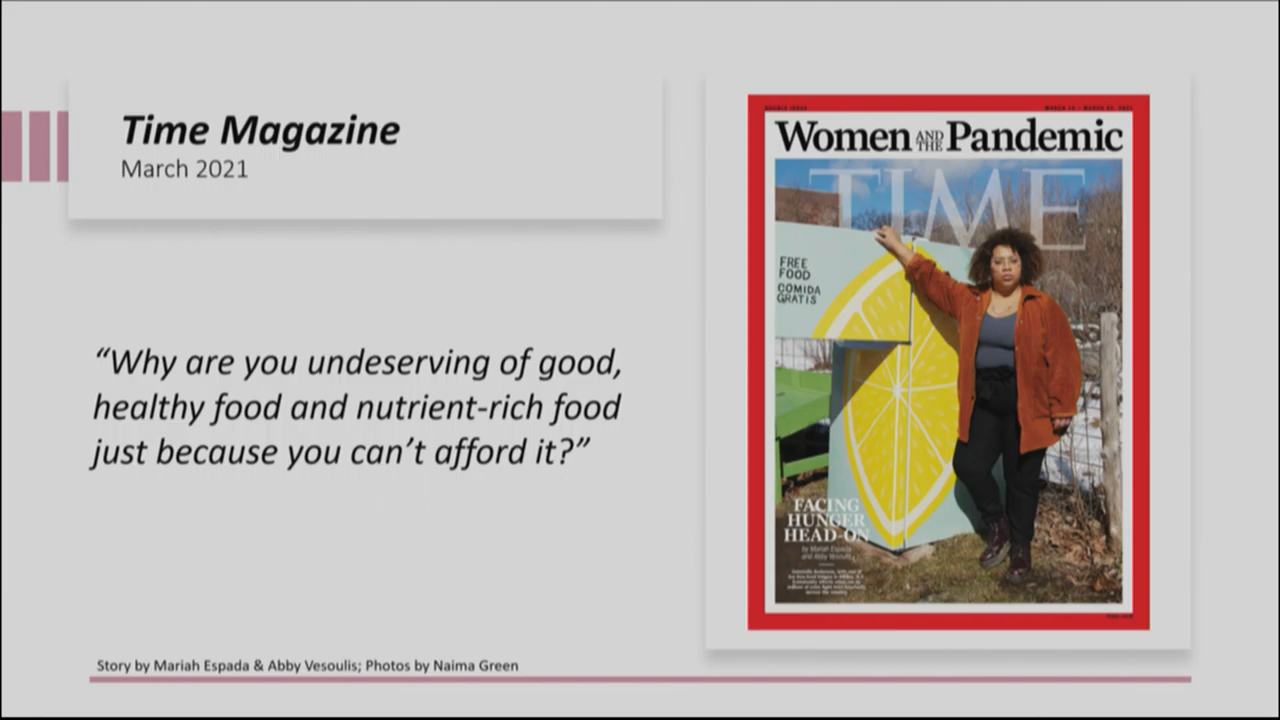 Time Magazine
March 2021
“Why are you undeserving of good,
healthy food and nutrient-rich food
just because you can’t afford it?”
Story by Mariah Espada & Abby Vesoulis; Photos by Naima Green
Women AND THE Pandemic
TIME
FREE
FOOD
COMIDA
GRATIS
FACING
HUNGER
HEAD-ON
by Mariah Espada
and Abby Vesoulis